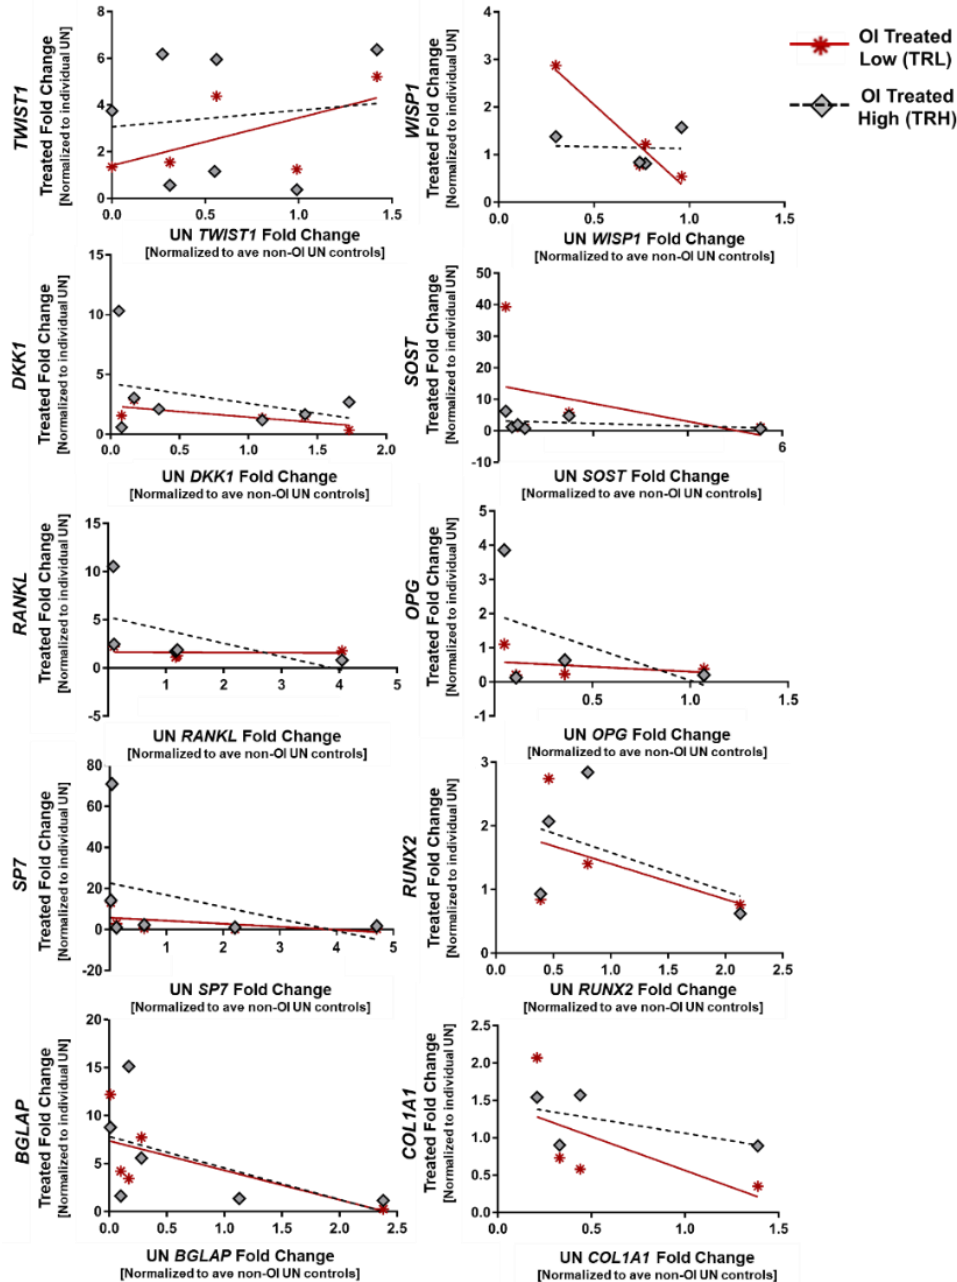 TWIST1
Treated Fold Change
[Normalized to individual UN]
8
6
4
2
0
0.0
0.5
1.0
1.5
UN TWIST1 Fold Change
[Normalized to ave non-OI UN controls]
WISP1
Treated Fold Change
[Normalized to individual UN]
4
3
2
1
0
0.0
0.5
1.0
1.5
UN WISP1 Fold Change
[Normalized to ave non-OI UN controls]
OI Treated
Low (TRL)
OI Treated
High (TRH)
DKK1
Treated Fold Change
[Normalized to individual UN]
15
10
5
0
0.0
0.5
1.0
1.5
2.0
UN DKK1 Fold Change
[Normalized to ave non-OI UN controls]
SOST
Treated Fold Change
[Normalized to individual UN]
50
40
30
20
10
0
-10
6
UN SOST Fold Change
[Normalized to ave non-OI UN controls]
RANKL
Treated Fold Change
[Normalized to individual UN]
15
10
5
0
-5
1
2
3
4
5
UN RANKL Fold Change
[Normalized to ave non-OI UN controls]
OPG
Treated Fold Change
[Normalized to individual UN]
5
4
3
2
1
0
-1
0.5
1.0
1.5
UN OPG Fold Change
[Normalized to ave non-OI UN controls]
SP7
Treated Fold Change
[Normalized to individual UN]
80
60
40
20
0
-20
1
2
3
4
5
UN SP7 Fold Change
[Normalized to ave non-OI UN controls]
RUNX2
Treated Fold Change
[Normalized to individual UN]
3
2
1
0
0.0
0.5
1.0
1.5
2.0
2.5
UN RUNX2 Fold Change
[Normalized to ave non-OI UN controls]
BGLAP
Treated Fold Change
[Normalized to individual UN]
20
15
10
5
0
0.0
0.5
1.0
1.5
2.0
2.5
UN BGLAP Fold Change
[Normalized to ave non-OI UN controls]
COL1A1
Treated Fold Change
[Normalized to individual UN]
2.5
2.0
1.5
1.0
0.5
0.0
0.0
0.5
1.0
1.5
UN COL1A1 Fold Change
[Normalized to ave non-OI UN controls]